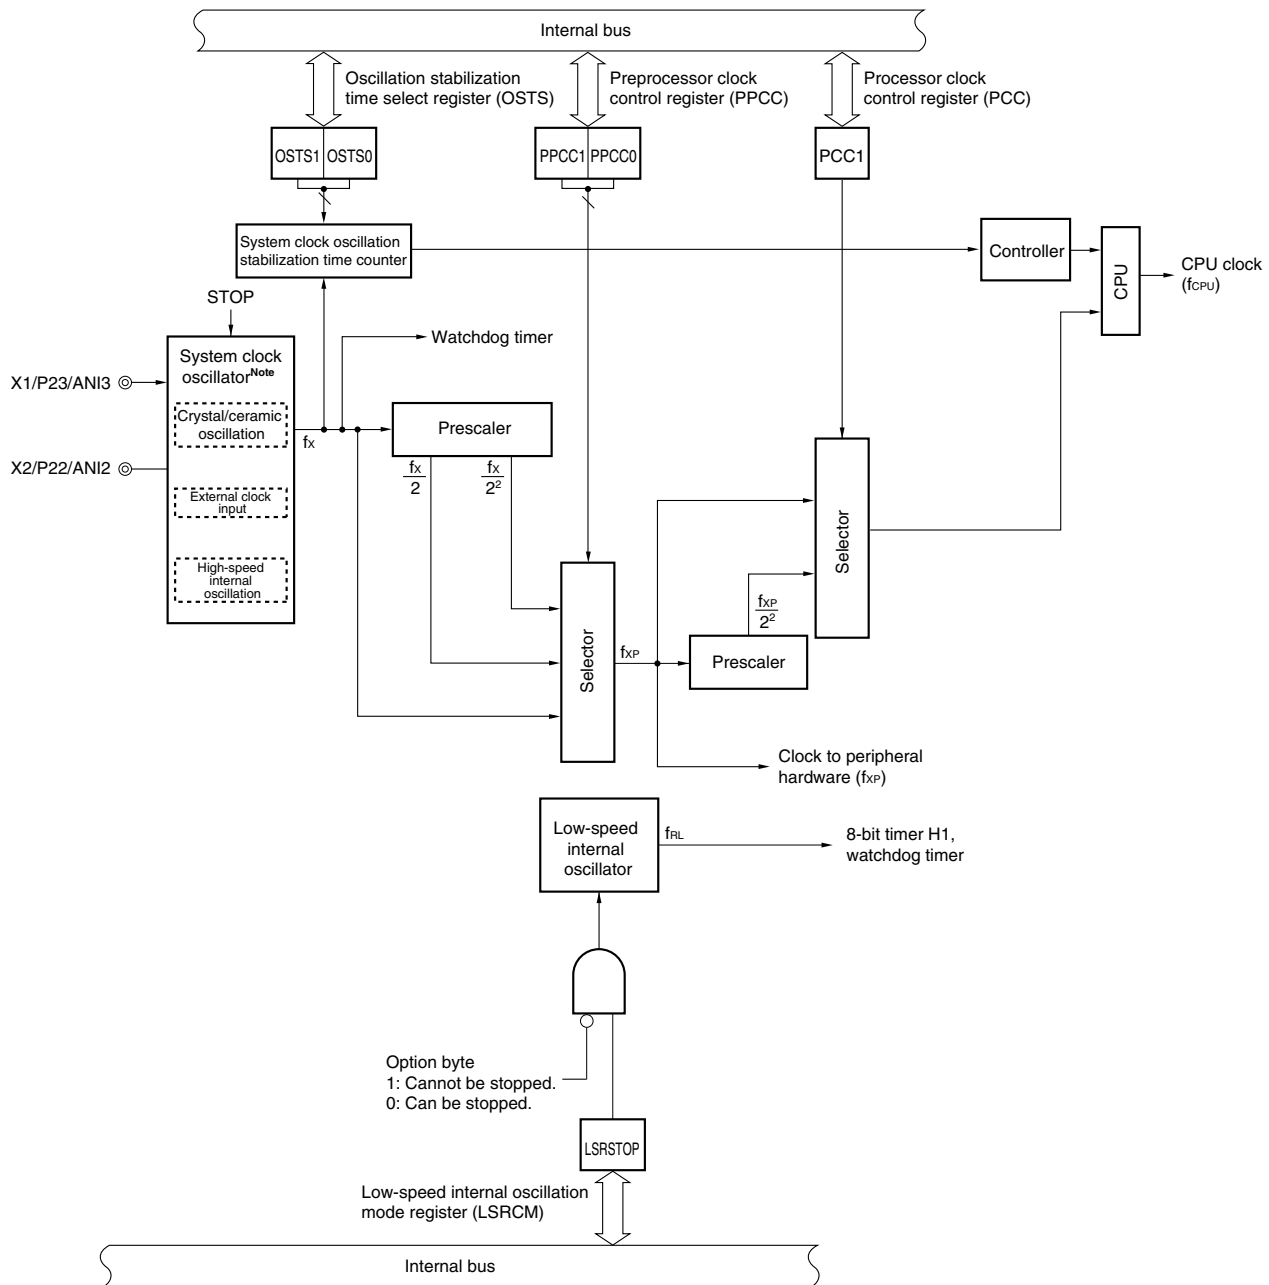 Internal bus
Oscillation stabilization
time select register (OSTS)
Preprocessor clock
control register (PPCC)
Processor clock
control register (PCC)
OSTS1 OSTS0
PPCC1 PPCC0
PCC1
System clock oscillation
stabilization time counter
Controller
CPU
CPU clock
(fCPU)
STOP
Watchdog timer
System clock
oscillatorNote
X1/P23/ANI3
Crystal/ceramic
oscillation
fX
Prescaler
X2/P22/ANI2
fX
2
fX
2²
External clock
input
High-speed
internal
oscillation
Selector
fXP
2²
Selector
fXP
Prescaler
Clock to peripheral
hardware (fXP)
Low-speed
internal
oscillator
fRL
8-bit timer H1,
watchdog timer
Option byte
1: Cannot be stopped.
0: Can be stopped.
LSRSTOP
Low-speed internal oscillation
mode register (LSRCM)
Internal bus